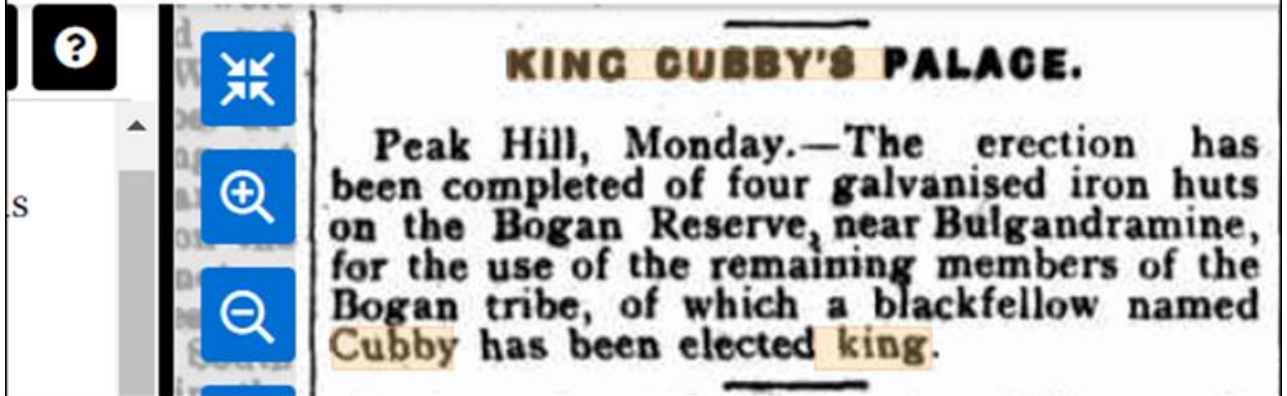 KING CUBBY'S PALACE.
Peak Hill, Monday.—The erection has
been completed of four galvanised iron huts
on the Bogan Reserve, near Bulgandramine,
for the use of the remaining members of the
Bogan tribe, of which a blackfellow named
Cubby has been elected king.
?
.s